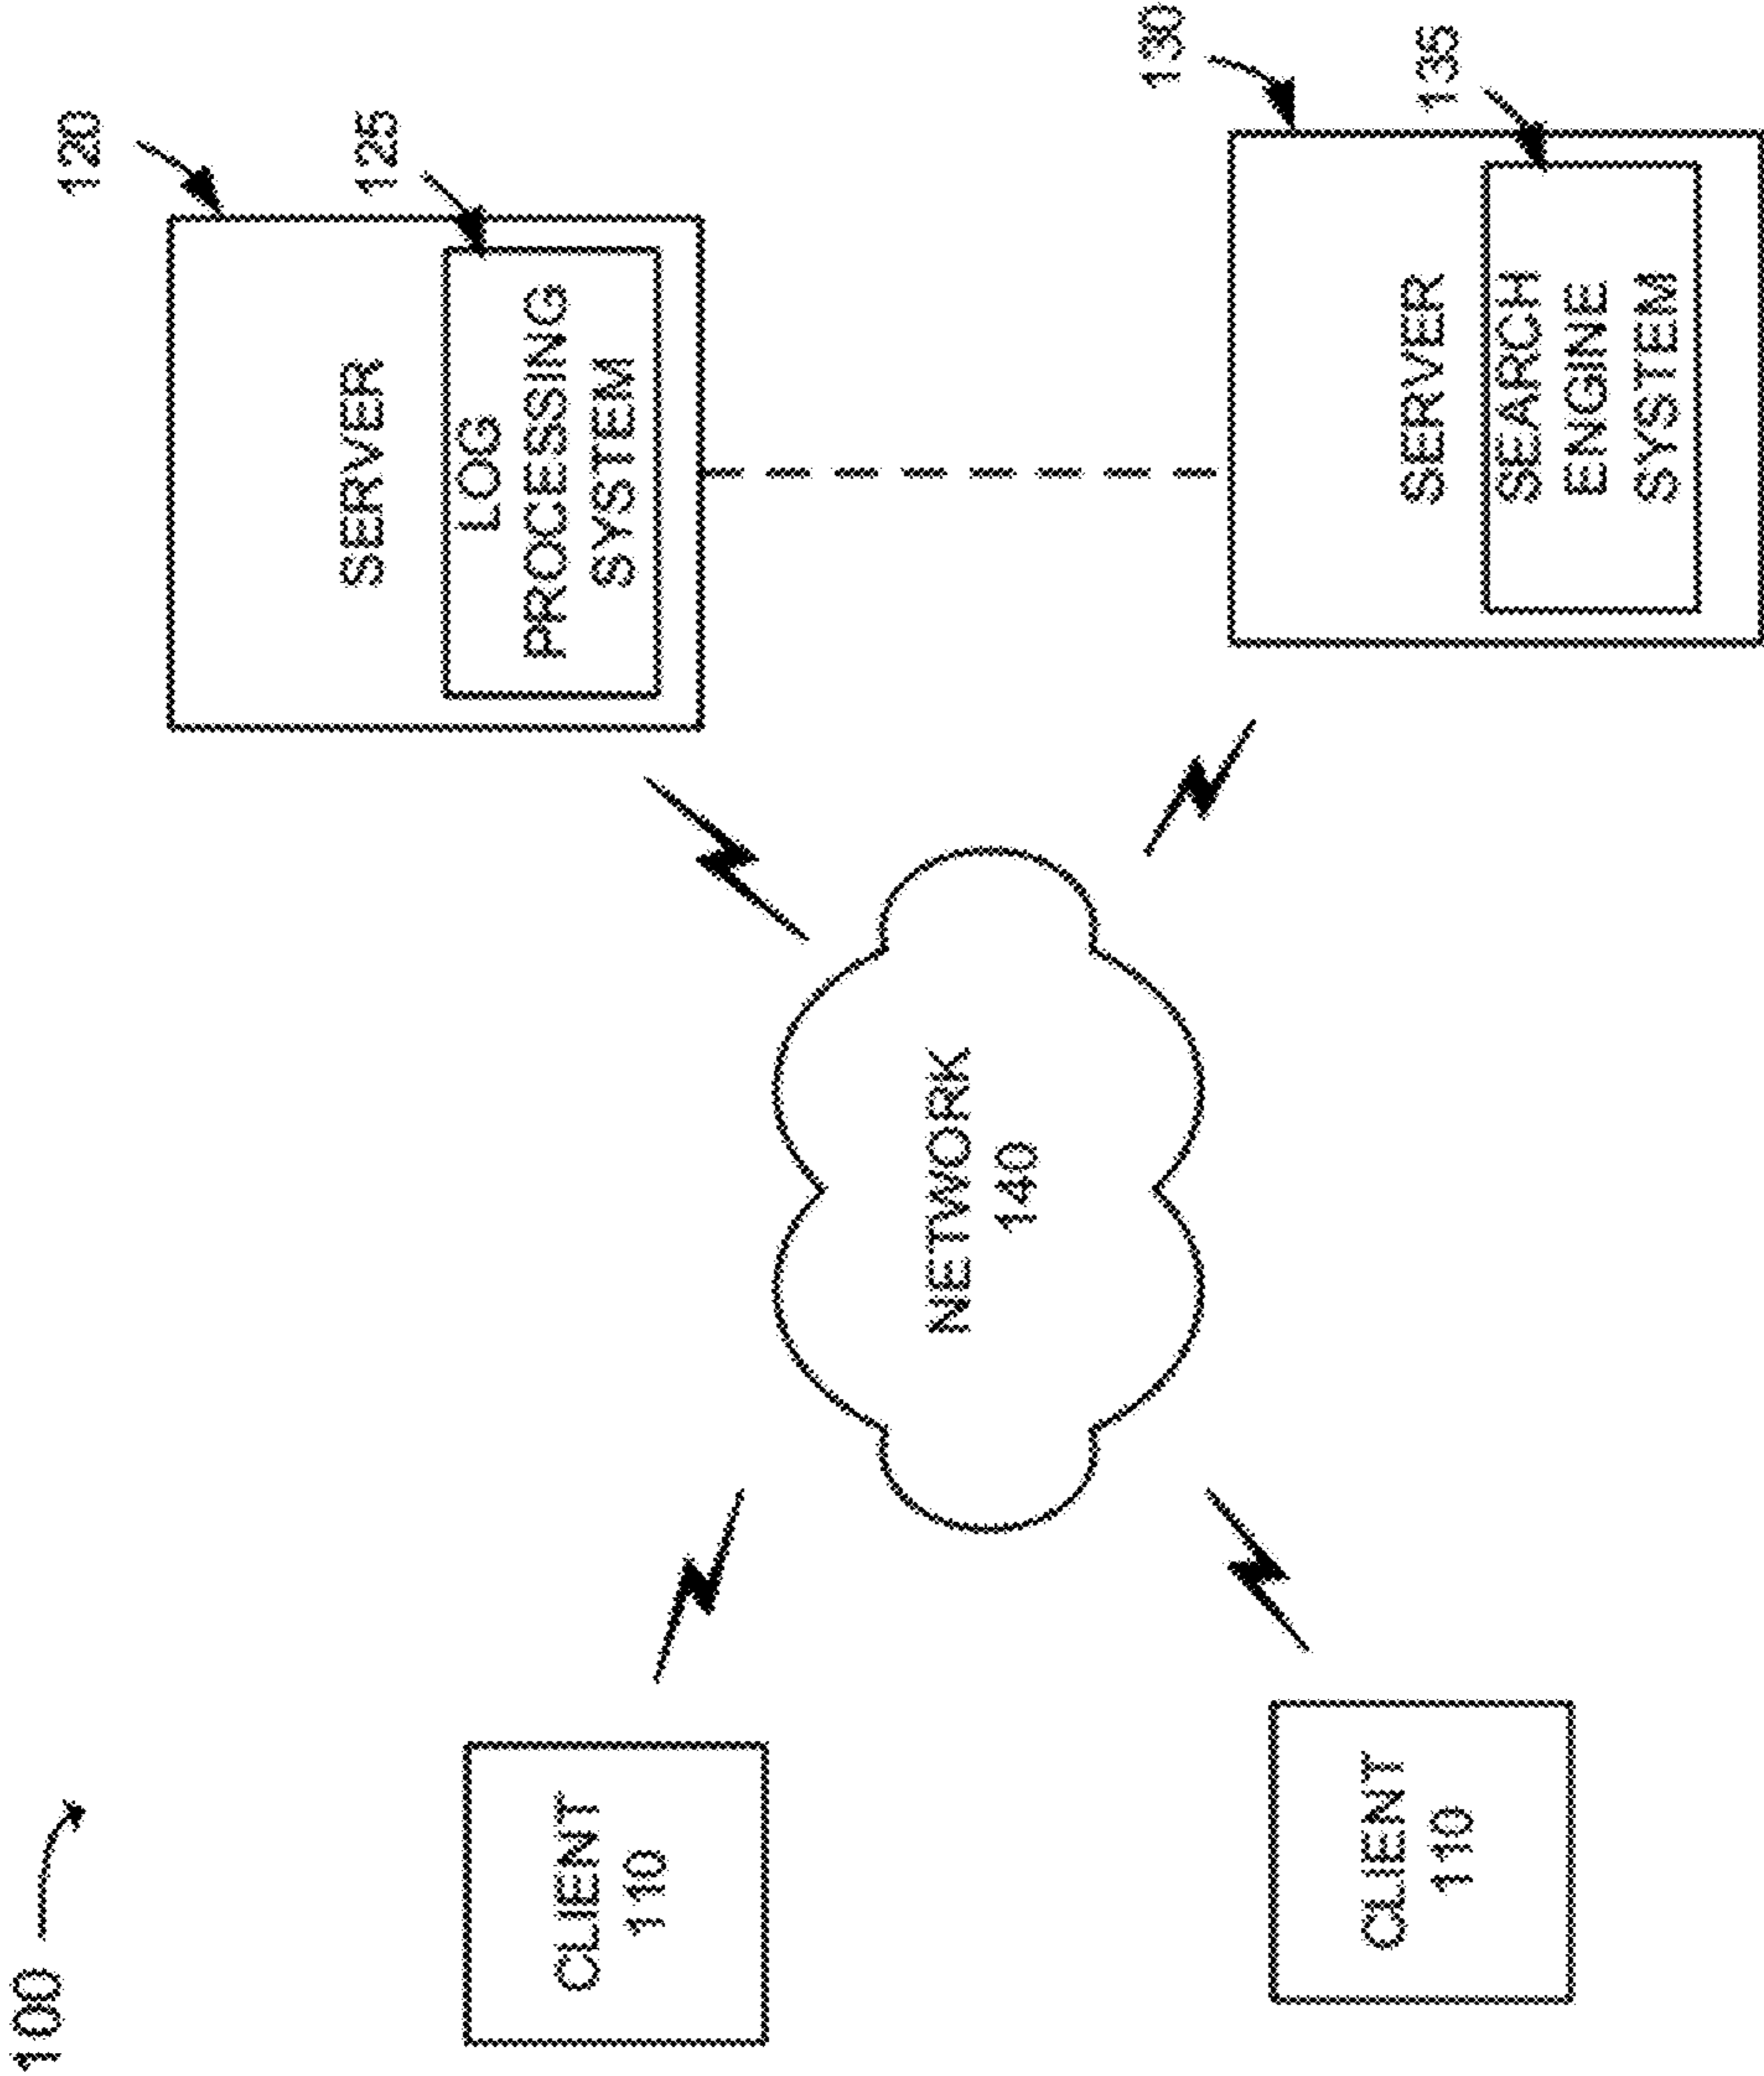 100
CLIENT
110
CLIENT
110
NETWORK
140
120
SERVER
125
LOG
PROCESSING
SYSTEM
130
SERVER
135
SEARCH
ENGINE
SYSTEM